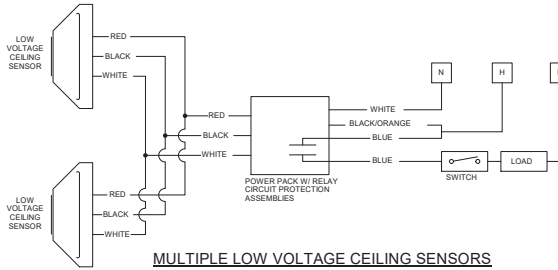 LOW
VOLTAGE
CEILING
SENSOR
RED
BLACK
WHITE
RED
BLACK
WHITE
WHITE
BLACK/ORANGE
BLUE
BLUE
N
H
SWITCH
LOAD
POWER PACK W/ RELAY
CIRCUIT PROTECTION
ASSEMBLIES
LOW
VOLTAGE
CEILING
SENSOR
RED
BLACK
WHITE
MULTIPLE LOW VOLTAGE CEILING SENSORS